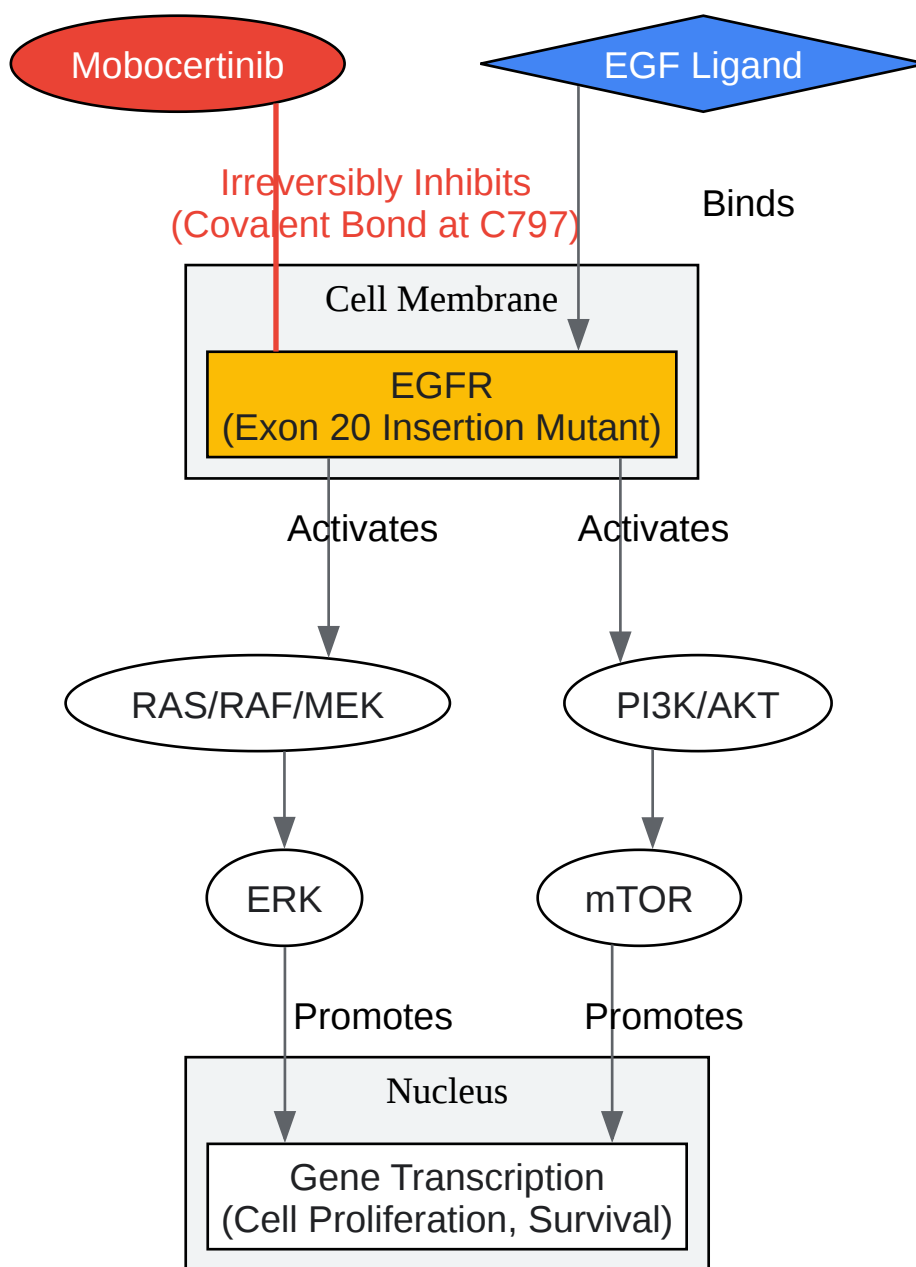 Mobocertinib
EGF Ligand
Irreversibly Inhibits
(Covalent Bond at C797)
Binds
Cell Membrane
EGFR
(Exon 20 Insertion Mutant)
Activates
Activates
RAS/RAF/MEK
PI3K/AKT
ERK
mTOR
Promotes
Promotes
Nucleus
Gene Transcription
(Cell Proliferation, Survival)